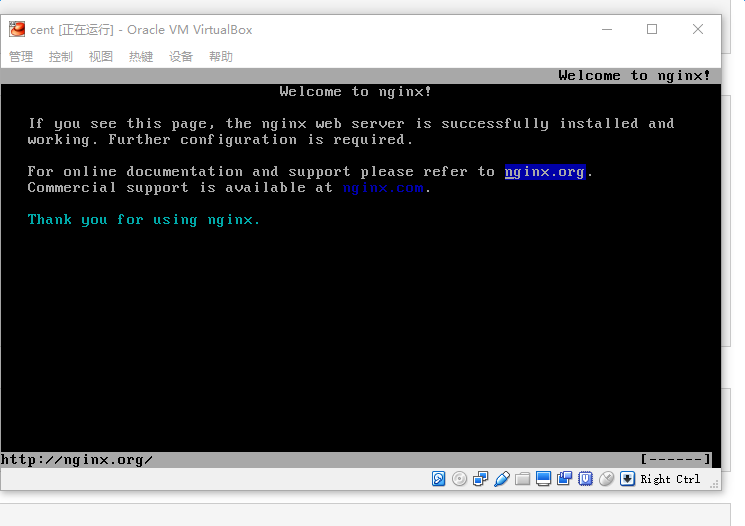 cent [正在运行] - Oracle VM VirtualBox
管理 控制 视图 热键 设备 帮助
Welcome to nginx!
Welcome to nginx!
If you see this page, the nginx web server is successfully installed and
working. Further configuration is required.
For online documentation and support please refer to nginx.org.
Commercial support is available at nginx.com.
Thank you for using nginx.
http://nginx.org/ [------]
Right Ctrl